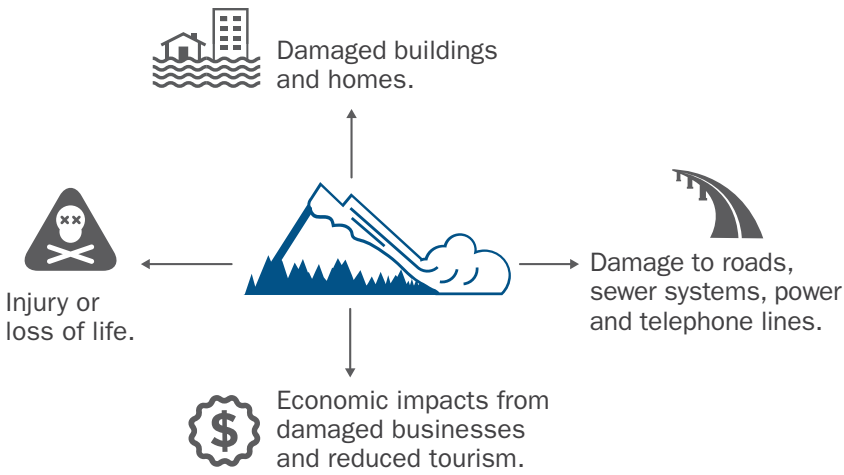 Damaged buildings
and homes.
Injury or
loss of life.
Damage to roads,
sewer systems, power
and telephone lines.
$
Economic impacts from
damaged businesses
and reduced tourism.